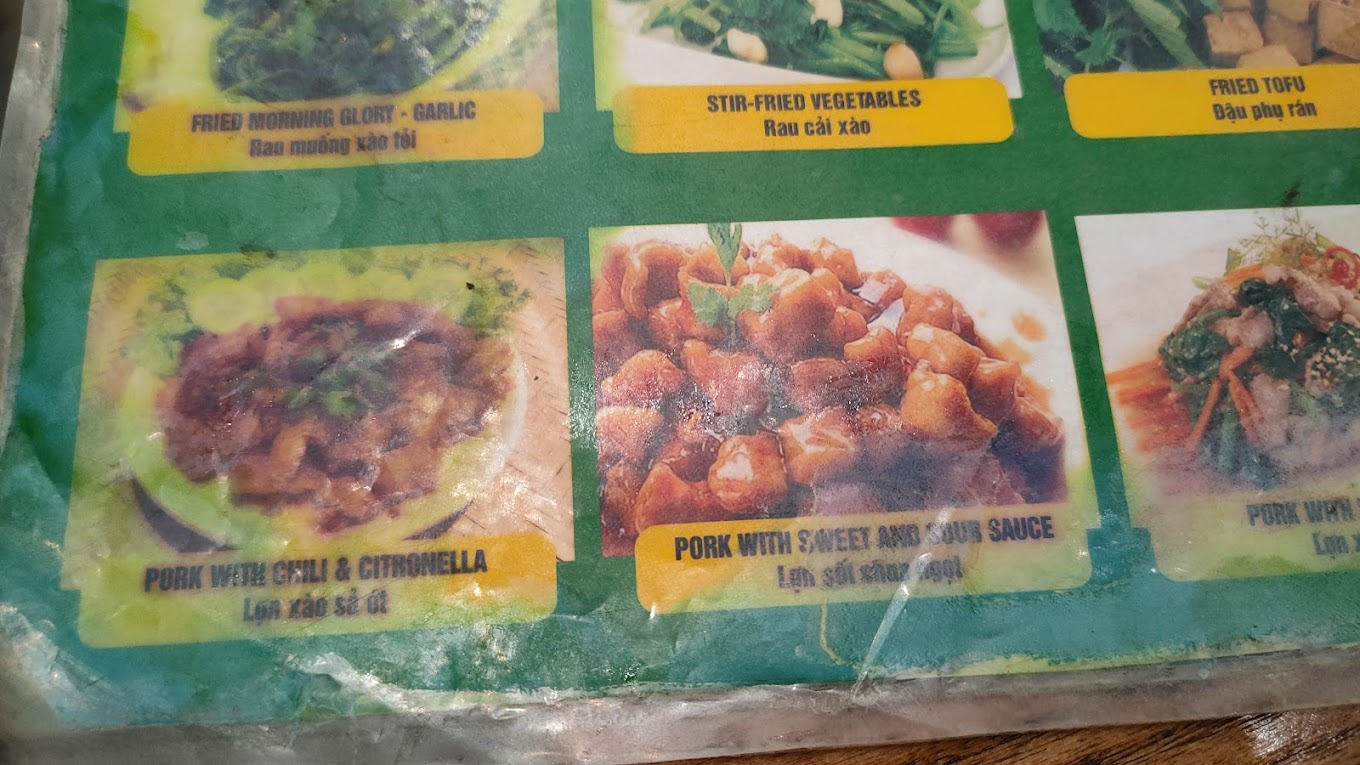 FRIED MORNING GLORY - GARLIC
Rau muống xào tỏi
STIR-FRIED VEGETABLES
Rau cải xào
FRIED TOFU
Đậu phụ rán
PORK WITH CHILI & CITRONELLA
Lợn xào sả ớt
PORK WITH SWEET AND SOUR SAUCE
Lợn sốt chua ngọt
PORK WITH
Lợn